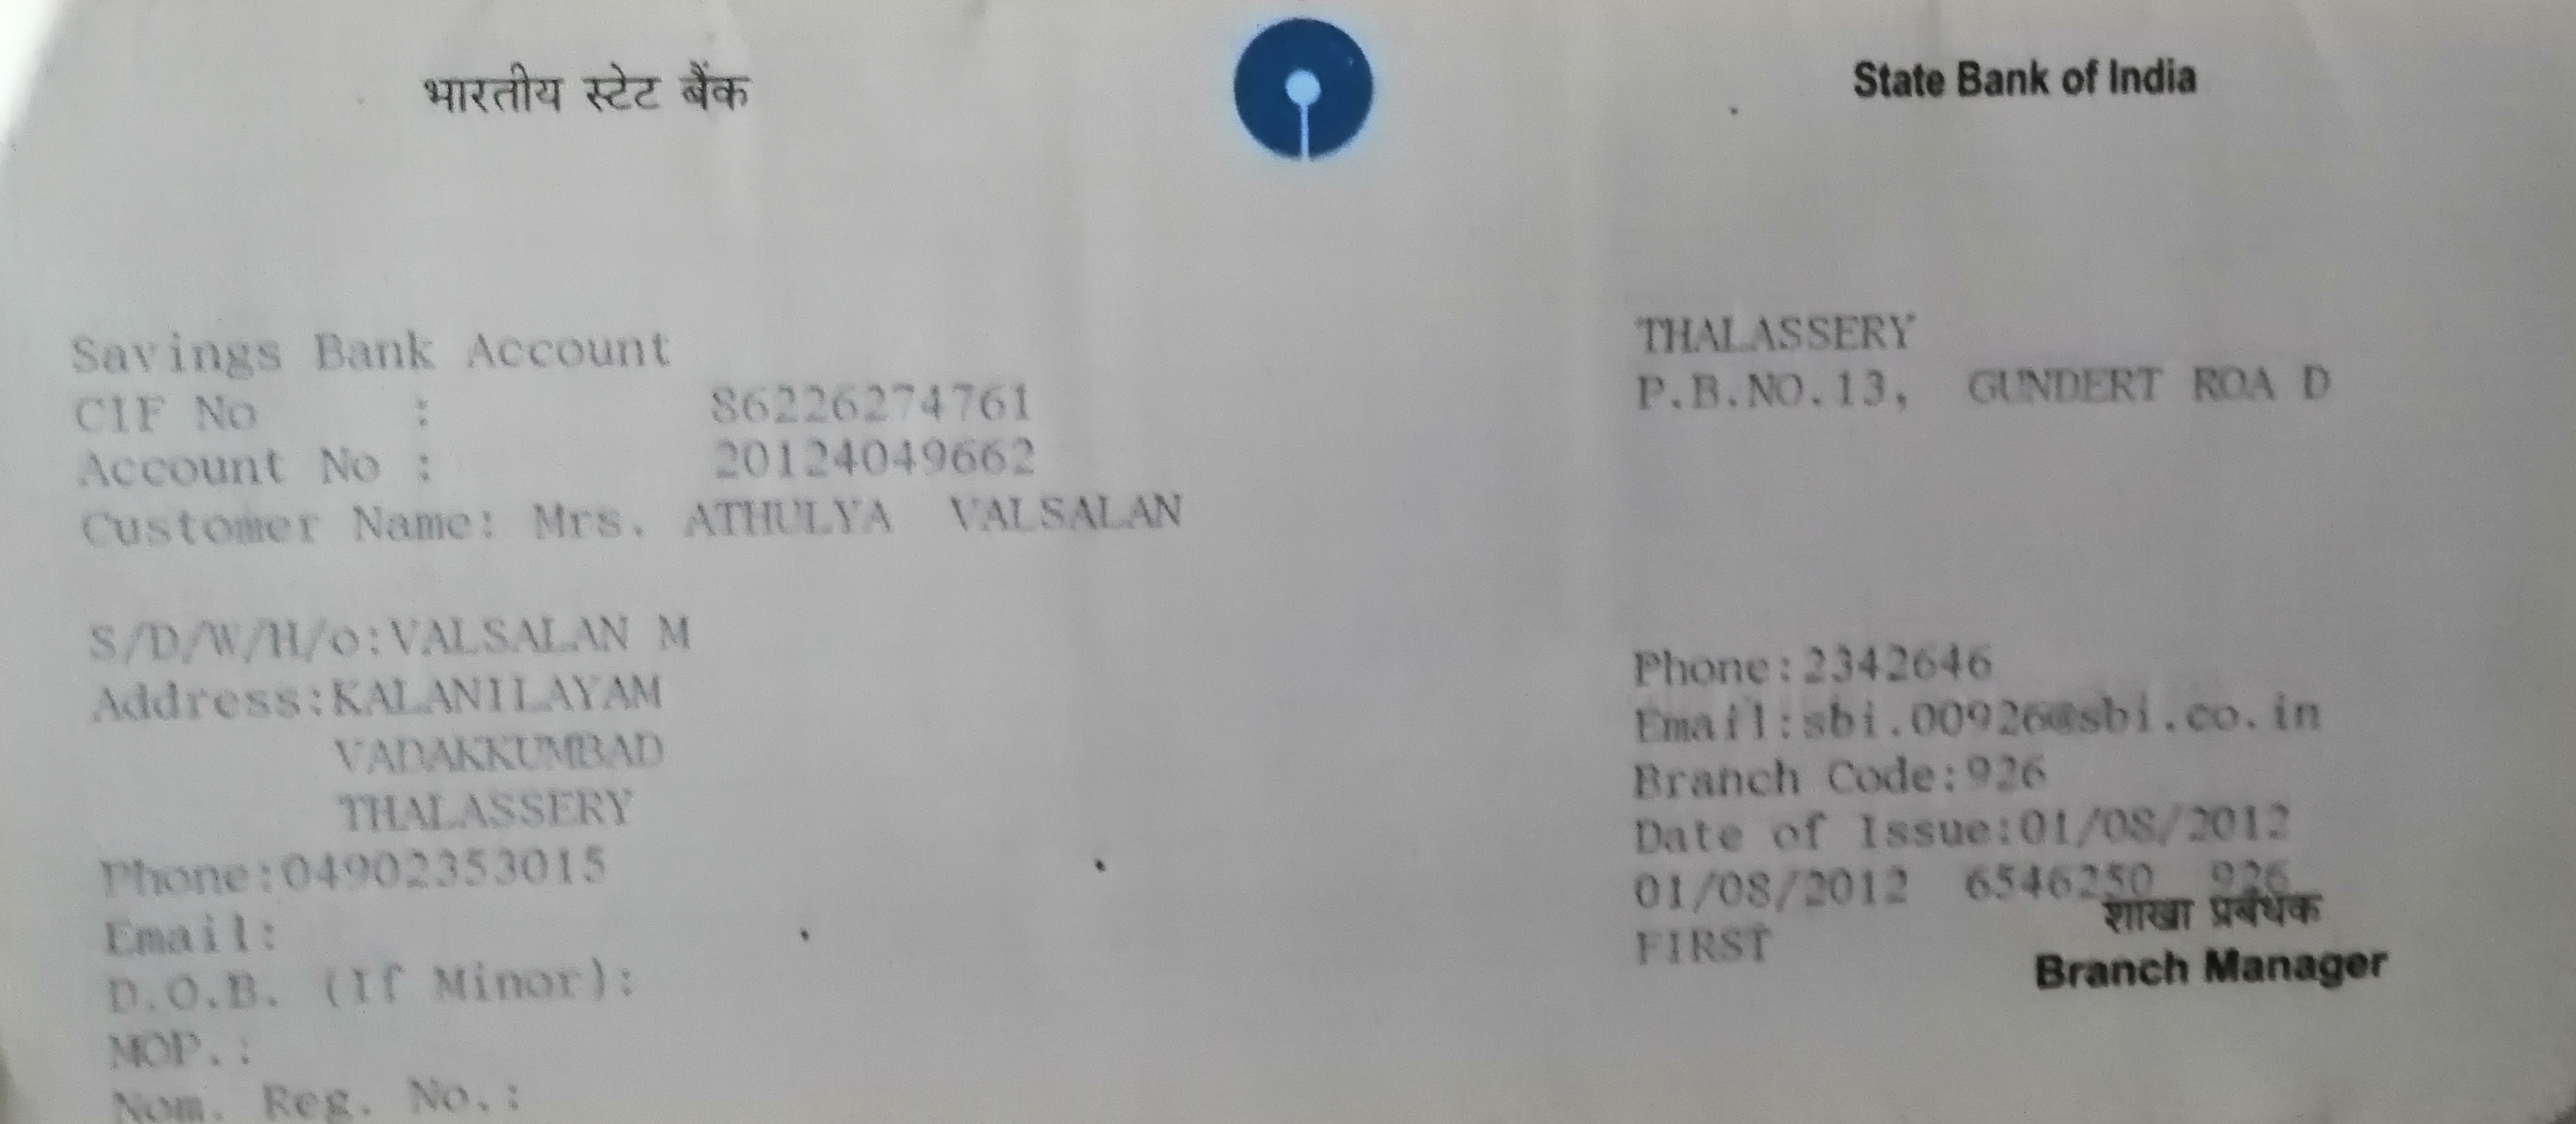 भारतीय स्टेट बैंक
State Bank of India
Savings Bank Account
CIF No : 86226274761
Account No : 20124049662
Customer Name: Mrs. ATHULYA VALSALAN
S/D/W/H/o:VALSALAN M
Address:KALANILAYAM
VADAKKUMBAD
THALASSERY
Phone:04902353015
Email:
D.O.B. (If Minor):
MOP.:
Nom. Reg. No.:
THALASSERY
P.B.NO.13, GUNDERT ROA D
Phone:2342646
Email:sbi.00926@sbi.co.in
Branch Code:926
Date of Issue:01/08/2012
01/08/2012 6546250 926
शाखा प्रबंधक
FIRST
Branch Manager